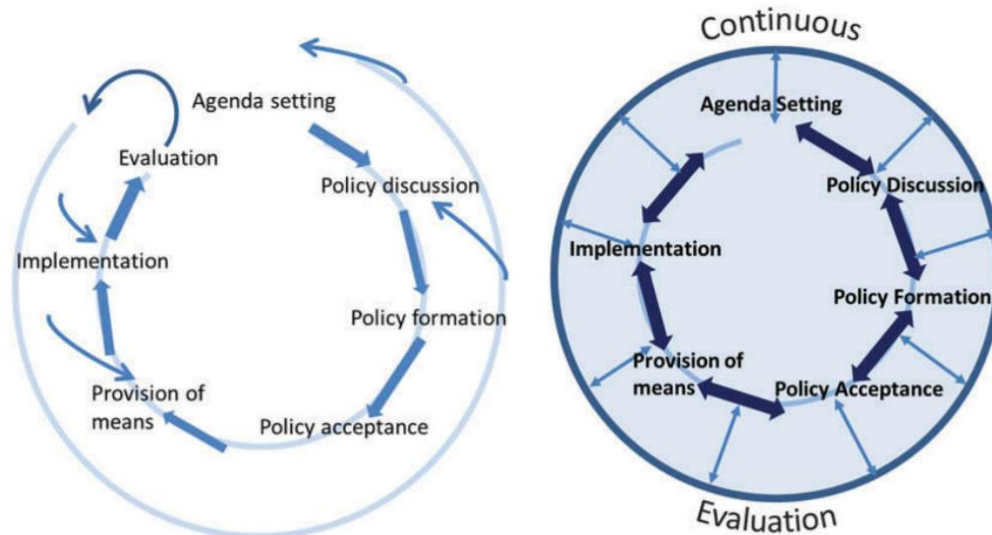 Agenda setting
Evaluation
Policy discussion
Implementation
Policy formation
Provision of
means
Policy acceptance
Continuous
Agenda Setting
Policy Discussion
Implementation
Policy Formation
Provision of
means
Policy Acceptance
Evaluation